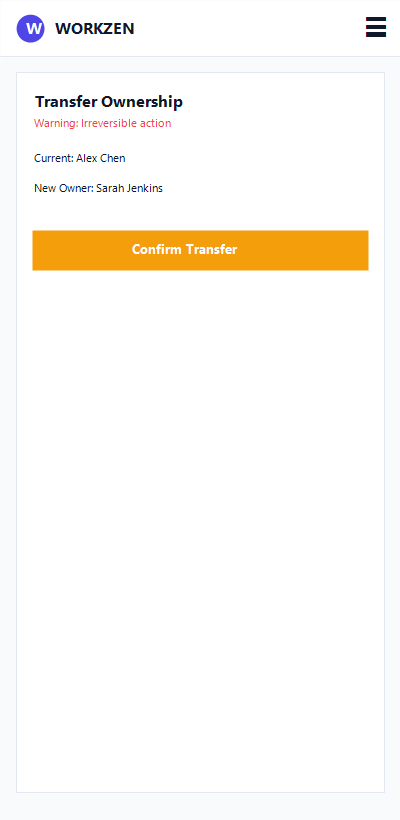 W WORKZEN
Transfer Ownership
Warning: Irreversible action
Current: Alex Chen
New Owner: Sarah Jenkins
Confirm Transfer